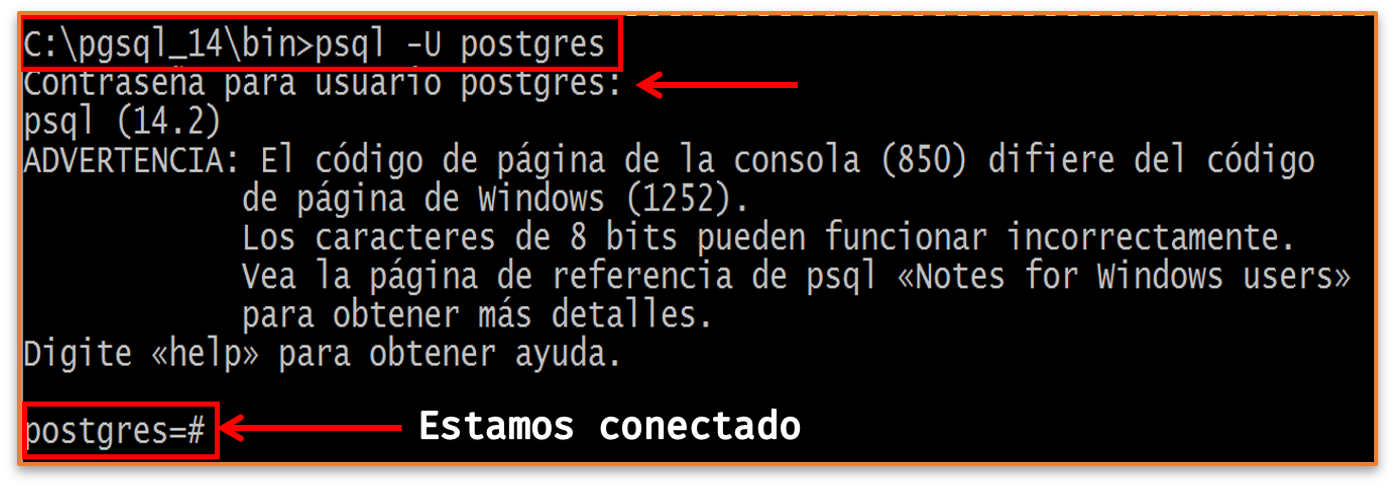 C:\pgsql_14\bin>psql -U postgres
Contraseña para usuario postgres:
psql (14.2)
ADVERTENCIA: El código de página de la consola (850) difiere del código
de página de Windows (1252).
Los caracteres de 8 bits pueden funcionar incorrectamente.
Vea la página de referencia de psql «Notes for Windows users»
para obtener más detalles.
Digite «help» para obtener ayuda.
postgres=# Estamos conectado